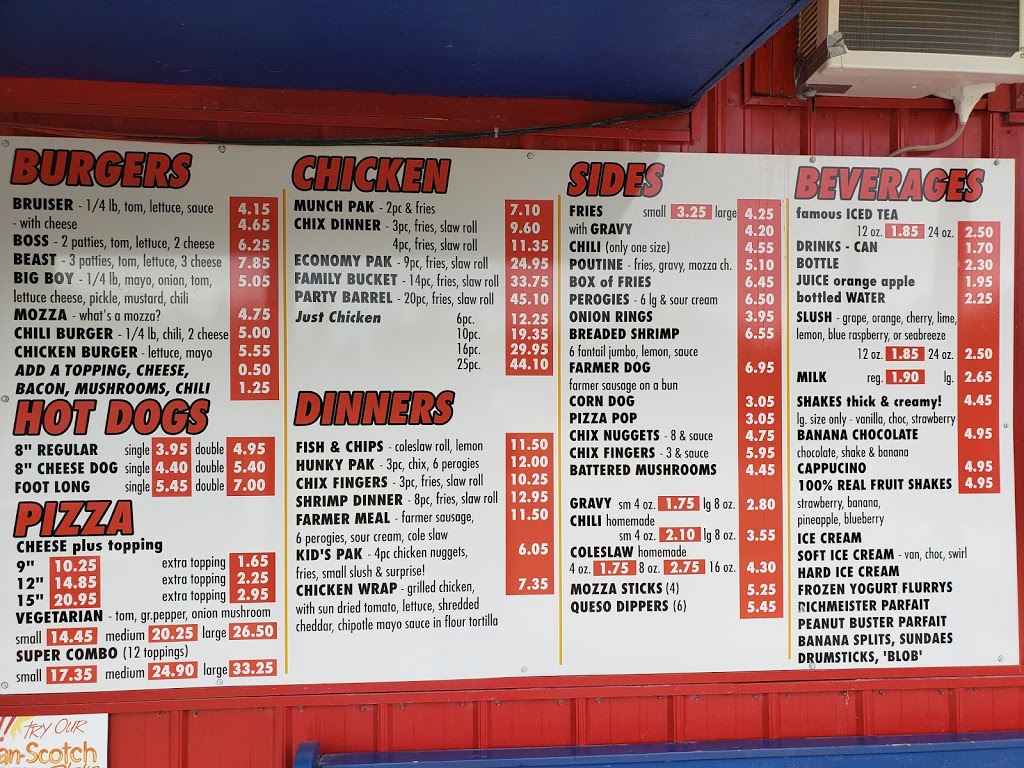 BURGERS
BRUISER - 1/4 lb, tom, lettuce, sauce 4.15
- with cheese 4.65
BOSS - 2 patties, tom, lettuce, 2 cheese 6.25
BEAST - 3 patties, tom, lettuce, 3 cheese 7.85
BIG BOY - 1/4 lb, mayo, onion, tom, 5.05
lettuce cheese, pickle, mustard, chili
MOZZA - what's a mozza? 4.75
CHILI BURGER - 1/4 lb, chili, 2 cheese 5.00
CHICKEN BURGER - lettuce, mayo 5.55
ADD A TOPPING, CHEESE, 0.50
BACON, MUSHROOMS, CHILI 1.25
HOT DOGS
8" REGULAR single 3.95 double 4.95
8" CHEESE DOG single 4.40 double 5.40
FOOT LONG single 5.45 double 7.00
PIZZA
CHEESE plus topping
9" 10.25 extra topping 1.65
12" 14.85 extra topping 2.25
15" 20.95 extra topping 2.95
VEGETARIAN - tom, gr.pepper, onion mushroom
small 14.45 medium 20.25 large 26.50
SUPER COMBO (12 toppings)
small 17.35 medium 24.90 large 33.25
CHICKEN
MUNCH PAK - 2pc & fries 7.10
CHIX DINNER - 3pc, fries, slaw roll 9.60
4pc, fries, slaw roll 11.35
ECONOMY PAK - 9pc, fries, slaw roll 24.95
FAMILY BUCKET - 14pc, fries, slaw roll 33.75
PARTY BARREL - 20pc, fries, slaw roll 45.10
Just Chicken 6pc. 12.25
10pc. 19.35
16pc. 29.95
25pc. 44.10
DINNERS
FISH & CHIPS - coleslaw roll, lemon 11.50
HUNKY PAK - 3pc, chix, 6 perogies 12.00
CHIX FINGERS - 3pc, fries, slaw roll 10.25
SHRIMP DINNER - 8pc, fries, slaw roll 12.95
FARMER MEAL - farmer sausage, 11.50
6 perogies, sour cream, cole slaw
KID'S PAK - 4pc chicken nuggets, 6.05
fries, small slush & surprise!
CHICKEN WRAP - grilled chicken, 7.35
with sun dried tomato, lettuce, shredded
cheddar, chipotle mayo sauce in flour tortilla
SIDES
FRIES small 3.25 large 4.25
with GRAVY 4.20
CHILI (only one size) 4.55
POUTINE - fries, gravy, mozza ch. 5.10
BOX of FRIES 6.45
PEROGIES - 6 lg & sour cream 6.50
ONION RINGS 3.95
BREADED SHRIMP 6.55
6 fantail jumbo, lemon, sauce
FARMER DOG 6.95
farmer sausage on a bun
CORN DOG 3.05
PIZZA POP 3.05
CHIX NUGGETS - 8 & sauce 4.75
CHIX FINGERS - 3 & sauce 5.95
BATTERED MUSHROOMS 4.45
GRAVY sm 4 oz. 1.75 lg 8 oz. 2.80
CHILI homemade
sm 4 oz. 2.10 lg 8 oz. 3.55
COLESLAW homemade
4 oz. 1.75 8 oz. 2.75 16 oz. 4.30
MOZZA STICKS (4) 5.25
QUESO DIPPERS (6) 5.45
BEVERAGES
famous ICED TEA
12 oz. 1.85 24 oz. 2.50
DRINKS - CAN 1.70
BOTTLE 2.30
JUICE orange apple 1.95
bottled WATER 2.25
SLUSH - grape, orange, cherry, lime,
lemon, blue raspberry, or seabreeze
12 oz. 1.85 24 oz. 2.50
MILK reg. 1.90 lg. 2.65
SHAKES thick & creamy! 4.45
lg. size only - vanilla, choc, strawberry
BANANA CHOCOLATE 4.95
chocolate, shake & banana
CAPPUCINO 4.95
100% REAL FRUIT SHAKES 4.95
strawberry, banana,
pineapple, blueberry
ICE CREAM
SOFT ICE CREAM - van, choc, swirl
HARD ICE CREAM
FROZEN YOGURT FLURRYS
RICHMEISTER PARFAIT
PEANUT BUSTER PARFAIT
BANANA SPLITS, SUNDAES
DRUMSTICKS, 'BLOB'
!! TRY OUR
an-Scotch